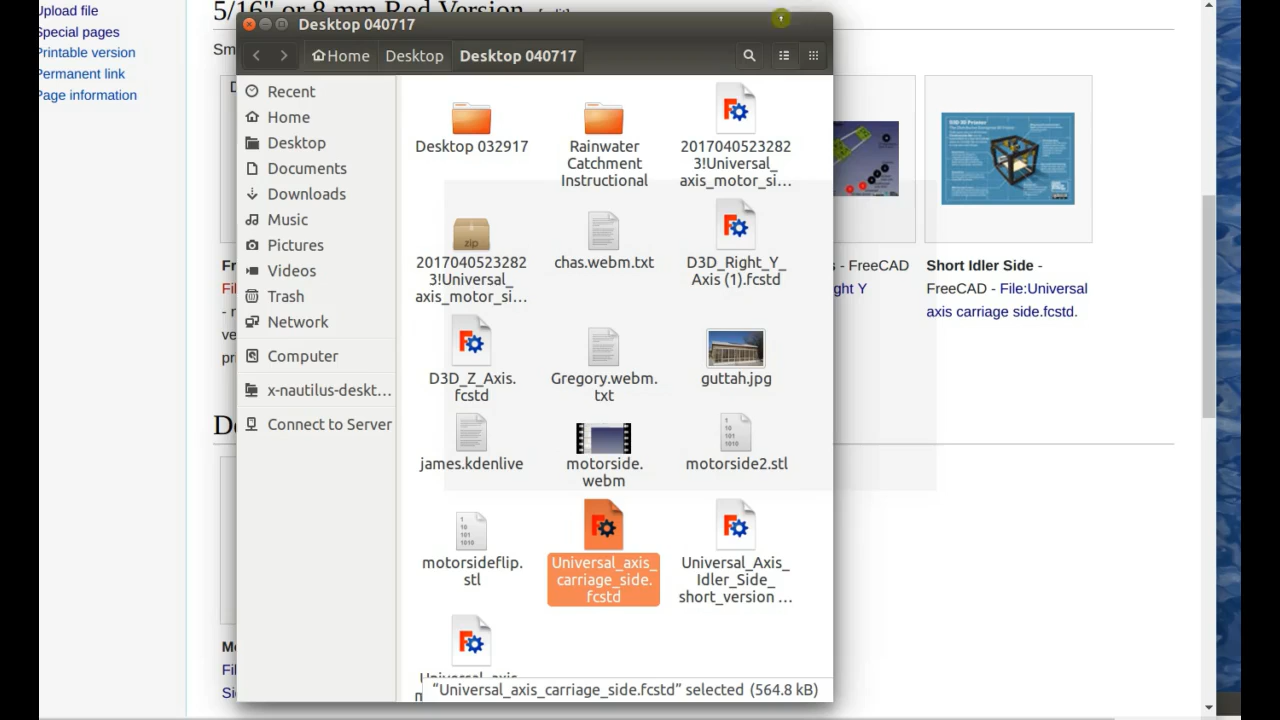 Upload file
Special pages
Printable version
Permanent link
Page information
5/16" or 8 mm Rod Version
Desktop 040717
Home
Desktop
Desktop 040717
Recent
Home
Desktop
Documents
Downloads
Music
Pictures
Videos
Trash
Network
Computer
x-nautilus-deskt...
Connect to Server
Desktop 032917
Rainwater
Catchment
Instructional
2017040523282
3!Universal_
axis_motor_si...
zip
2017040523282
3!Universal_
axis_motor_si...
chas.webm.txt
D3D_Right_Y_
Axis (1).fcstd
D3D_Z_Axis.
fcstd
Gregory.webm.
txt
guttah.jpg
james.kdenlive
motorside.
webm
motorside2.stl
motorsideflip.
stl
Universal_axis_
carriage_side.
fcstd
Universal_Axis_
Idler_Side_
short_version ...
"Universal_axis_carriage_side.fcstd" selected (564.8 kB)
- FreeCAD
ght Y
Short Idler Side -
FreeCAD - File:Universal
axis carriage side.fcstd.